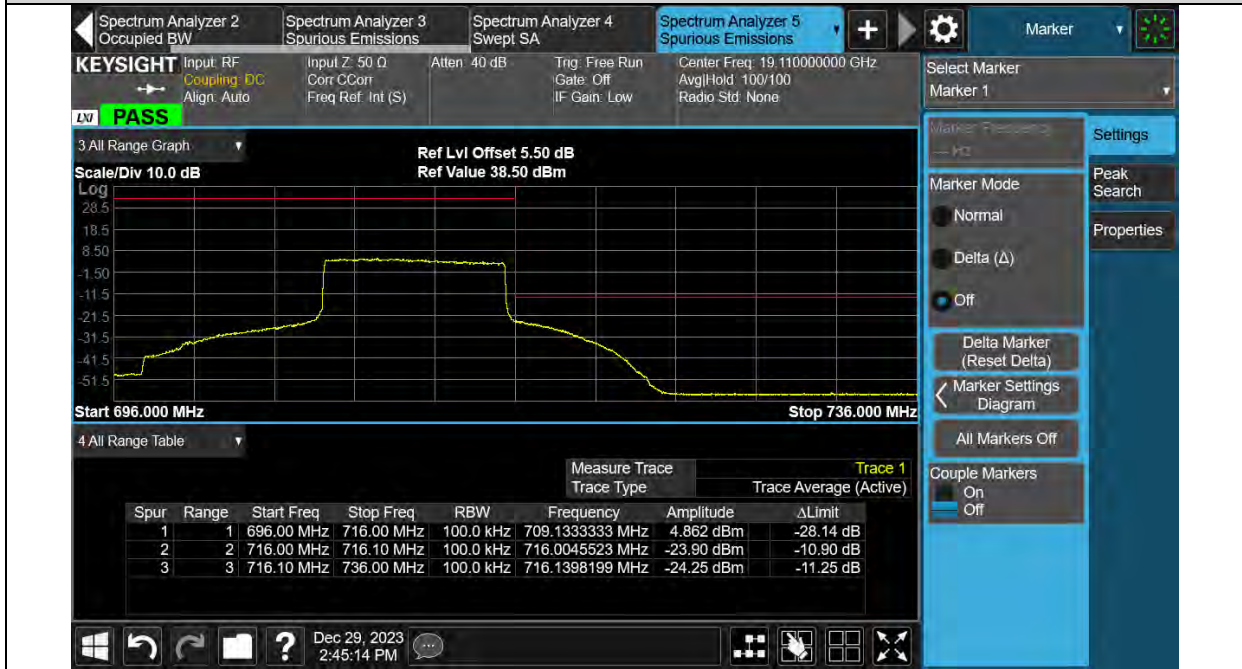 Spectrum Analyzer 2
Occupied BW
Spectrum Analyzer 3
Spurious Emissions
Spectrum Analyzer 4
Swept SA
Spectrum Analyzer 5
Spurious Emissions
+
Marker
KEYSIGHT
Input: RF
Coupling: DC
Align: Auto
Input Z: 50 Ω
Corr CCorr
Freq Ref: Int (S)
Atten: 40 dB
Trig: Free Run
Gate: Off
IF Gain: Low
Center Freq: 19.110000000 GHz
Avg|Hold: 100/100
Radio Std: None
LXI PASS
Select Marker
Marker 1
Marker Frequency
--- Hz
Settings
Peak Search
Properties
Marker Mode
Normal
Delta (Δ)
Off
Delta Marker
(Reset Delta)
Marker Settings
Diagram
All Markers Off
Couple Markers
On
Off
3 All Range Graph
Scale/Div 10.0 dB
Ref Lvl Offset 5.50 dB
Ref Value 38.50 dBm
Log
28.5
18.5
8.50
-1.50
-11.5
-21.5
-31.5
-41.5
-51.5
Start 696.000 MHz
Stop 736.000 MHz
4 All Range Table
Measure Trace Trace 1
Trace Type Trace Average (Active)
Spur Range Start Freq Stop Freq RBW Frequency Amplitude ΔLimit
1 1 696.00 MHz 716.00 MHz 100.0 kHz 709.1333333 MHz 4.862 dBm -28.14 dB
2 2 716.00 MHz 716.10 MHz 100.0 kHz 716.0045523 MHz -23.90 dBm -10.90 dB
3 3 716.10 MHz 736.00 MHz 100.0 kHz 716.1398199 MHz -24.25 dBm -11.25 dB
?
Dec 29, 2023
2:45:14 PM